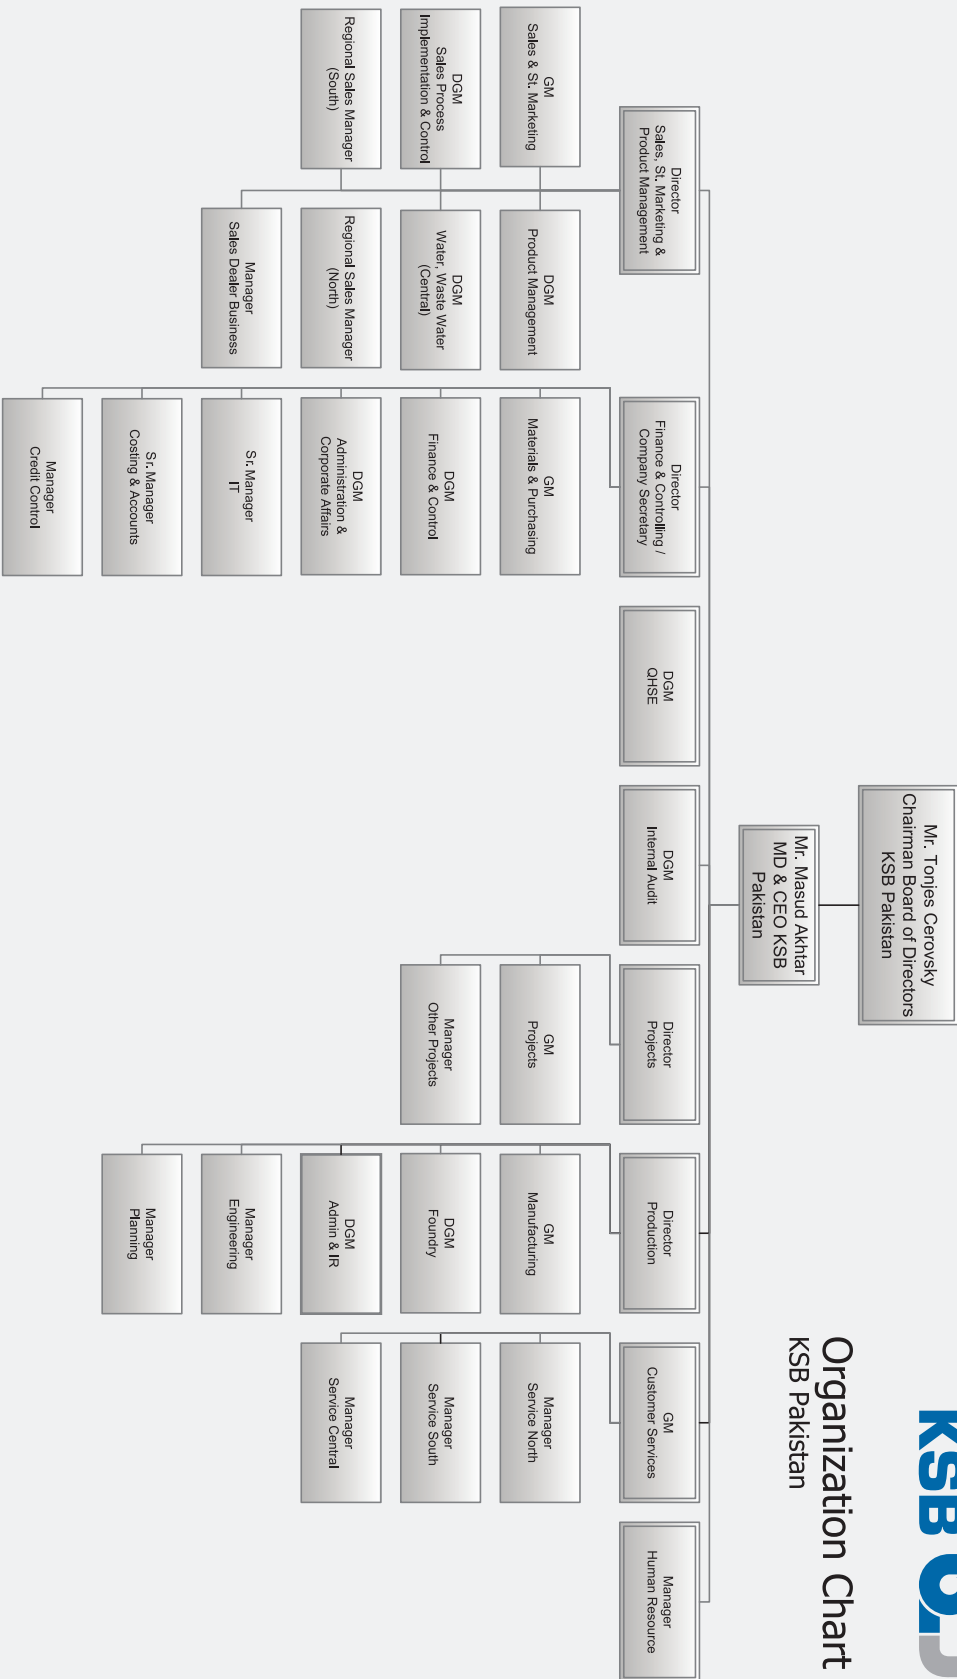 KSB
Organization Chart
KSB Pakistan
Mr. Tonjes Cerovsky
Chairman Board of Directors
KSB Pakistan
Mr. Masud Akhtar
MD & CEO KSB
Pakistan
Director
Sales, St. Marketing &
Product Management
GM
Sales & St. Marketing
DGM
Product Management
DGM
Sales Process
Implementation & Control
DGM
Water, Waste Water
(Central)
Regional Sales Manager
(South)
Regional Sales Manager
(North)
Manager
Sales Dealer Business
Director
Finance & Controlling /
Company Secretary
GM
Materials & Purchasing
DGM
Finance & Control
DGM
Administration &
Corporate Affairs
Sr. Manager
IT
Sr. Manager
Costing & Accounts
Manager
Credit Control
DGM
QHSE
DGM
Internal Audit
Director
Projects
GM
Projects
Manager
Other Projects
Director
Production
GM
Manufacturing
DGM
Foundry
DGM
Admin & IR
Manager
Engineering
Manager
Planning
GM
Customer Services
Manager
Service North
Manager
Service South
Manager
Service Central
Manager
Human Resource